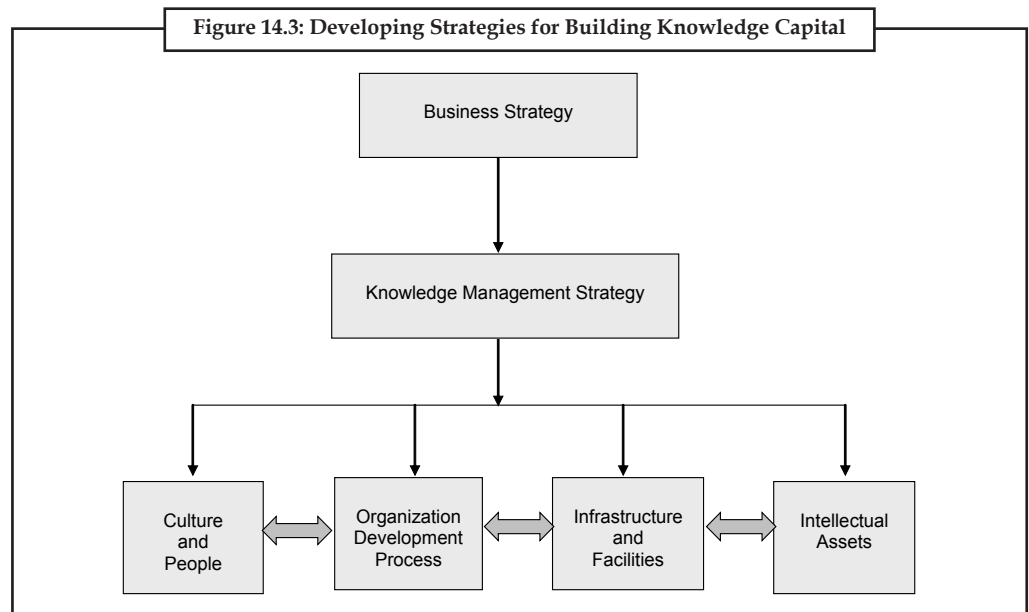 Figure 14.3: Developing Strategies for Building Knowledge Capital
Business Strategy
Knowledge Management Strategy
Culture
and
People
Organization
Development
Process
Infrastructure
and
Facilities
Intellectual
Assets